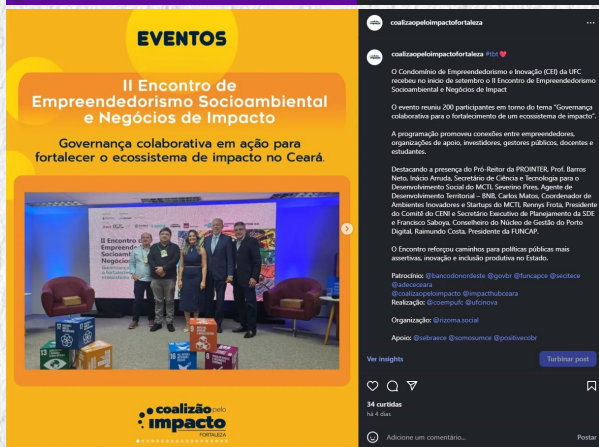 EVENTOS
II Encontro de
Empreendedorismo Socioambiental
e Negócios de Impacto
Governança colaborativa em ação para
fortalecer o ecossistema de impacto no Ceará.
II Encontro
Empreende
Socioambi
Negócios
coalizão pelo
impacto
FORTALEZA
coalizaopeloimpactofortaleza
coalizaopeloimpactofortaleza #tbt ❤️
O Condomínio de Empreendedorismo e Inovação (CEI) da UFC
recebeu no início de setembro o II Encontro de Empreendedorismo
Socioambiental e Negócios de Impact
O evento reuniu 200 participantes em torno do tema "Governança
colaborativa para o fortalecimento de um ecossistema de impacto".
A programação promoveu conexões entre empreendedores,
organizações de apoio, investidores, gestores públicos, docentes e
estudantes.
Destacando a presença do Pró-Reitor da PROINTER, Prof. Barros
Neto, Inácio Arruda, Secretário de Ciência e Tecnologia para o
Desenvolvimento Social do MCTI, Severino Pires, Agente de
Desenvolvimento Territorial – BNB, Carlos Matos, Coordenador de
Ambientes Inovadores e Startups do MCTI, Rennys Frota, Presidente
do Comitê do CENI e Secretário Executivo de Planejamento da SDE
e Francisco Saboya, Conselheiro do Núcleo de Gestão do Porto
Digital, Raimundo Costa, Presidente da FUNCAP.
O Encontro reforçou caminhos para políticas públicas mais
assertivas, inovação e inclusão produtiva no Estado.
Patrocínio: @bancodonordeste @govbr @funcapce @secitece
@adececeara
@coalizaopeloimpacto @impacthubceara
Realização: @coempufc @ufcinova
Organização: @rizoma.social
Apoio: @sebraece @somosumce @positivecobr
Ver insights
Turbinar post
34 curtidas
há 4 dias
Adicione um comentário...
Postar